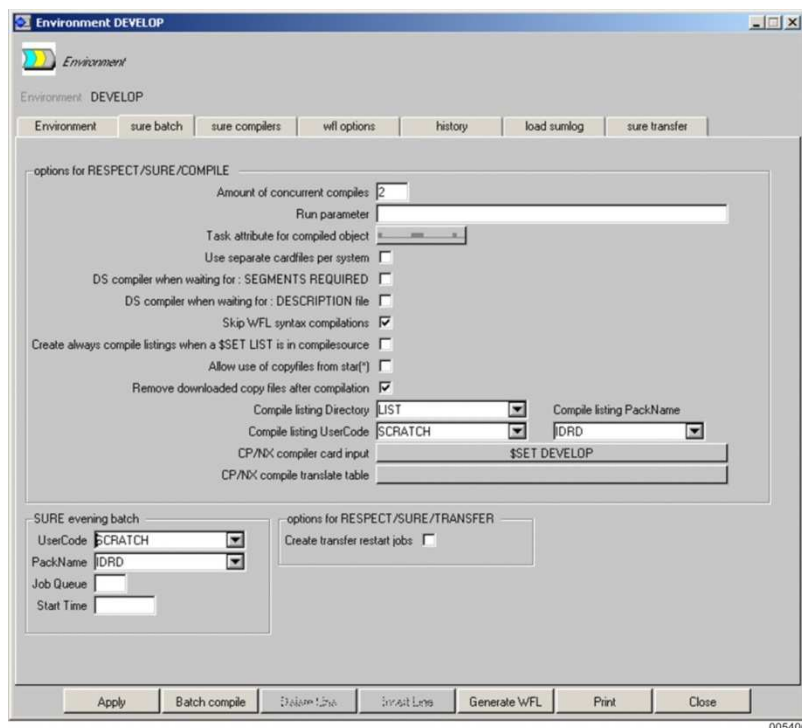 Environment DEVELOP
Environment
Environment DEVELOP
Environment sure batch sure compilers wfl options history load sumlog sure transfer
options for RESPECT/SURE/COMPILE
Amount of concurrent compiles 2
Run parameter
Task attribute for compiled object
Use separate cardfiles per system
DS compiler when waiting for : SEGMENTS REQUIRED
DS compiler when waiting for : DESCRIPTION file
Skip WFL syntax compilations
Create always compile listings when a $SET LIST is in compilesource
Allow use of copyfiles from star(*)
Remove downloaded copy files after compilation
Compile listing Directory LIST Compile listing PackName
Compile listing UserCode SCRATCH IDRD
CP/NX compiler card input $SET DEVELOP
CP/NX compile translate table
SURE evening batch options for RESPECT/SURE/TRANSFER
UserCode SCRATCH Create transfer restart jobs
PackName IDRD
Job Queue
Start Time
Apply Batch compile Delete Line Insert Line Generate WFL Print Close